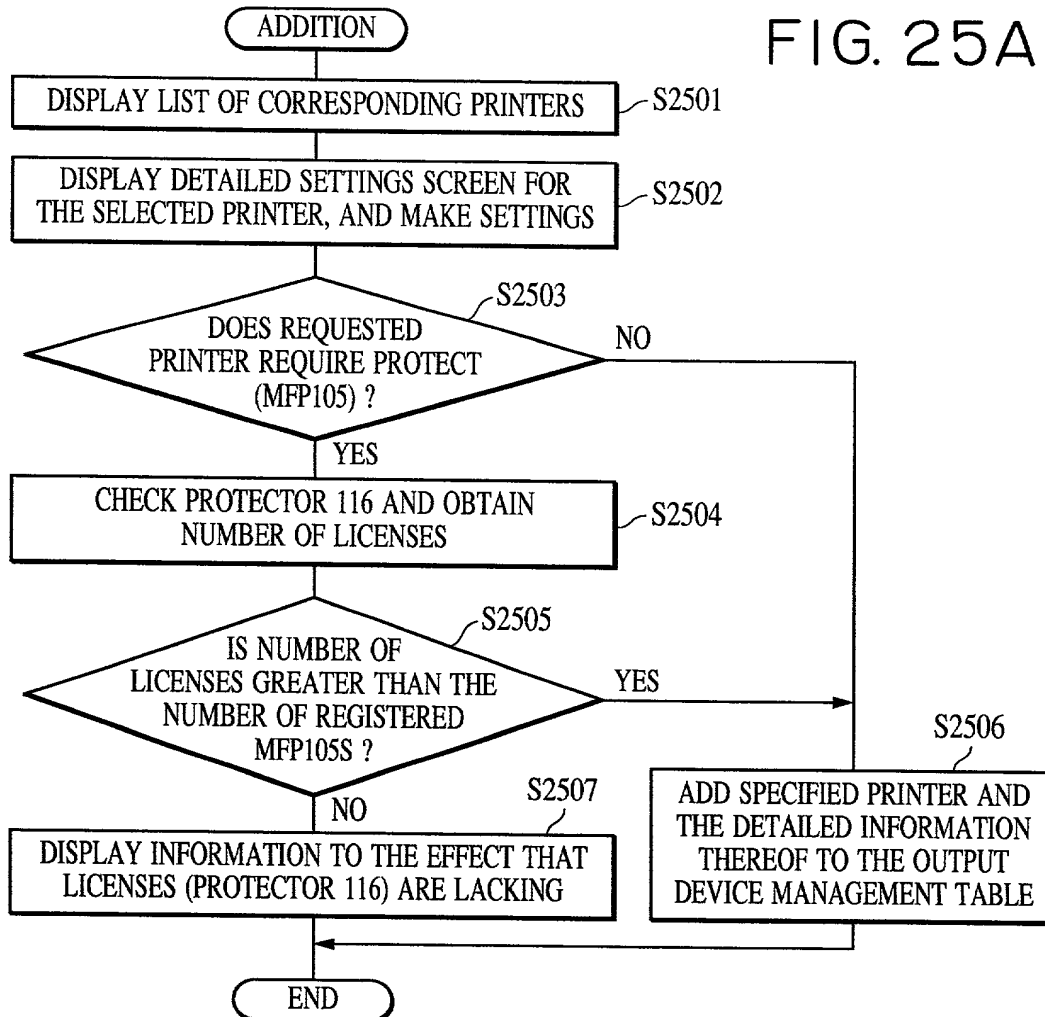 FIG. 25A
ADDITION
DISPLAY LIST OF CORRESPONDING PRINTERS
S2501
DISPLAY DETAILED SETTINGS SCREEN FOR
THE SELECTED PRINTER, AND MAKE SETTINGS
S2502
S2503
DOES REQUESTED
PRINTER REQUIRE PROTECT
(MFP105) ?
NO
YES
CHECK PROTECTOR 116 AND OBTAIN
NUMBER OF LICENSES
S2504
S2505
IS NUMBER OF
LICENSES GREATER THAN THE
NUMBER OF REGISTERED
MFP105S ?
YES
NO
S2506
ADD SPECIFIED PRINTER AND
THE DETAILED INFORMATION
THEREOF TO THE OUTPUT
DEVICE MANAGEMENT TABLE
S2507
DISPLAY INFORMATION TO THE EFFECT THAT
LICENSES (PROTECTOR 116) ARE LACKING
END